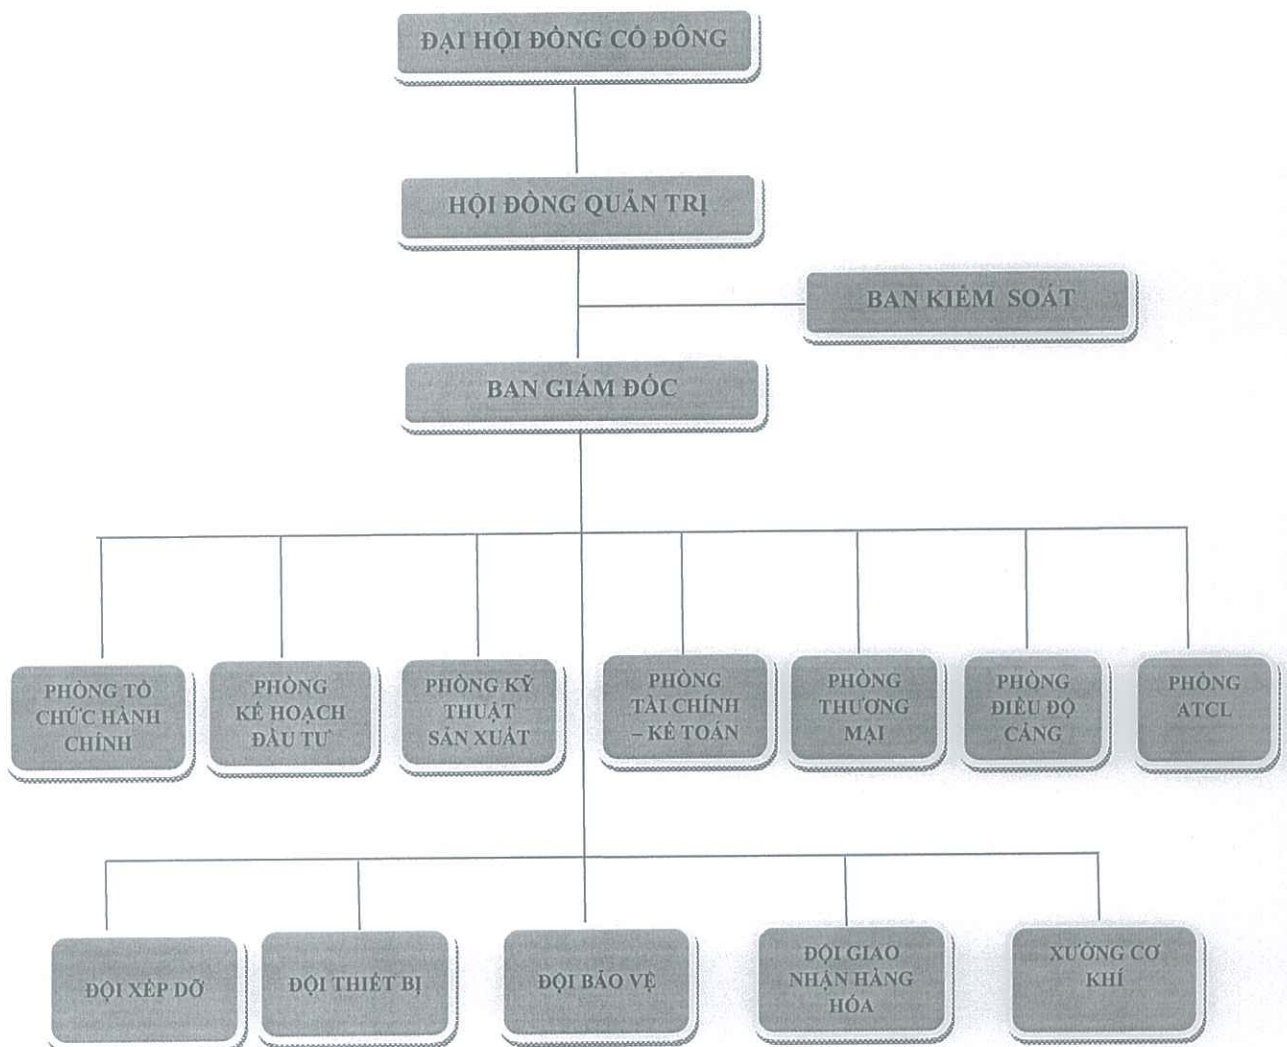 ĐẠI HỘI ĐỒNG CỔ ĐÔNG
HỘI ĐỒNG QUẢN TRỊ
BAN KIỂM SOÁT
BAN GIÁM ĐỐC
PHÒNG TỔ
CHỨC HÀNH
CHÍNH
PHÒNG
KẾ HOẠCH
ĐẦU TƯ
PHÒNG KỸ
THUẬT
SẢN XUẤT
PHÒNG
TÀI CHÍNH
– KẾ TOÁN
PHÒNG
THƯƠNG
MẠI
PHÒNG
ĐIỀU ĐỘ
CẢNG
PHÒNG
ATCL
ĐỘI XẾP DỠ
ĐỘI THIẾT BỊ
ĐỘI BẢO VỆ
ĐỘI GIAO
NHẬN HÀNG
HÓA
XƯỞNG CƠ
KHÍ